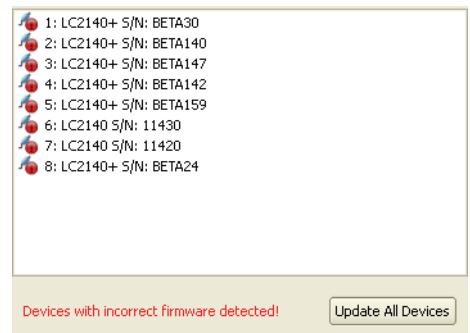 1: LC2140+ S/N: BETA30
2: LC2140+ S/N: BETA140
3: LC2140+ S/N: BETA147
4: LC2140+ S/N: BETA142
5: LC2140+ S/N: BETA159
6: LC2140 S/N: 11430
7: LC2140 S/N: 11420
8: LC2140+ S/N: BETA24
Devices with incorrect firmware detected! Update All Devices